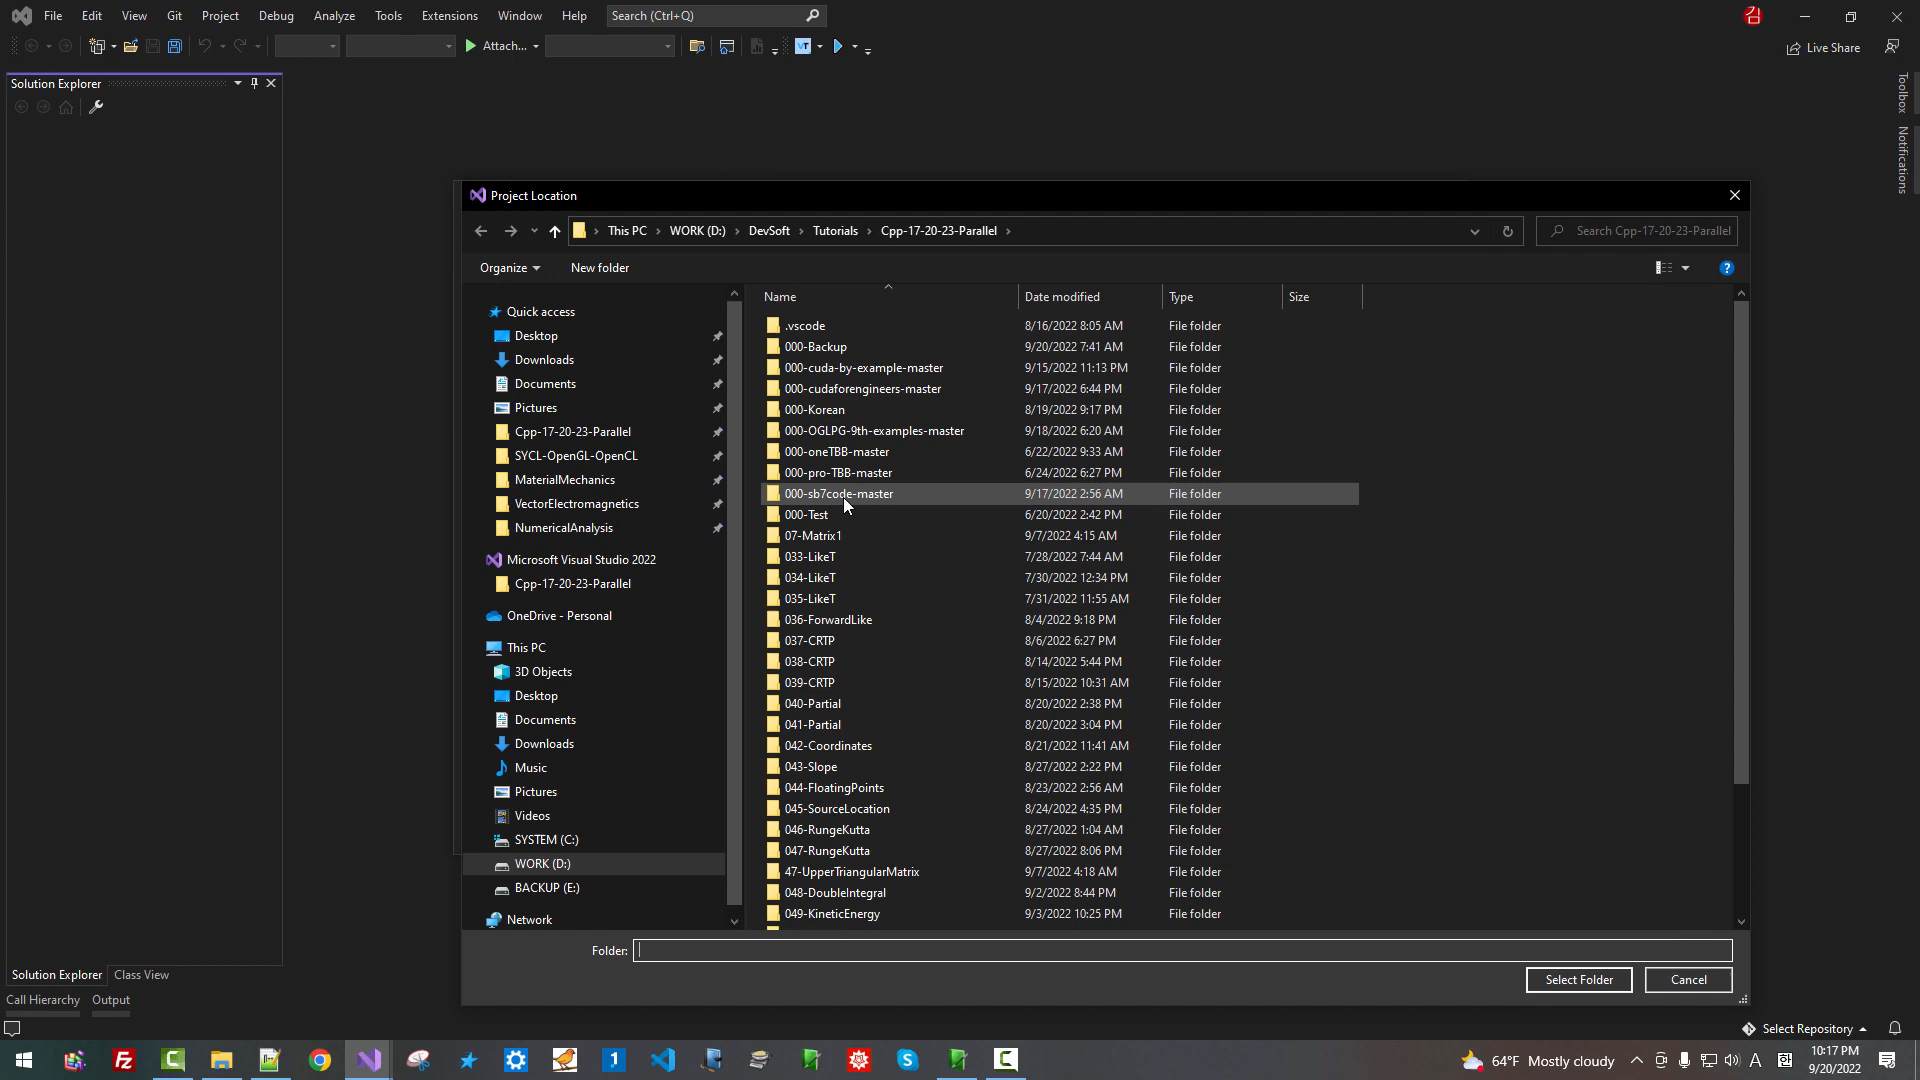 File Edit View Git Project Debug Analyze Tools Extensions Window Help Search (Ctrl+Q)
김
Attach...
VT
Live Share
Solution Explorer
Toolbox
Notifications
Project Location
This PC WORK (D:) DevSoft Tutorials Cpp-17-20-23-Parallel
Search Cpp-17-20-23-Parallel
Organize New folder
?
Quick access
Desktop
Downloads
Documents
Pictures
Cpp-17-20-23-Parallel
SYCL-OpenGL-OpenCL
MaterialMechanics
VectorElectromagnetics
NumericalAnalysis
Microsoft Visual Studio 2022
Cpp-17-20-23-Parallel
OneDrive - Personal
This PC
3D Objects
Desktop
Documents
Downloads
Music
Pictures
Videos
SYSTEM (C:)
WORK (D:)
BACKUP (E:)
Network
Name Date modified Type Size
.vscode 8/16/2022 8:05 AM File folder
000-Backup 9/20/2022 7:41 AM File folder
000-cuda-by-example-master 9/15/2022 11:13 PM File folder
000-cudaforengineers-master 9/17/2022 6:44 PM File folder
000-Korean 8/19/2022 9:17 PM File folder
000-OGLPG-9th-examples-master 9/18/2022 6:20 AM File folder
000-oneTBB-master 6/22/2022 9:33 AM File folder
000-pro-TBB-master 6/24/2022 6:27 PM File folder
000-sb7code-master 9/17/2022 2:56 AM File folder
000-Test 6/20/2022 2:42 PM File folder
07-Matrix1 9/7/2022 4:15 AM File folder
033-LikeT 7/28/2022 7:44 AM File folder
034-LikeT 7/30/2022 12:34 PM File folder
035-LikeT 7/31/2022 11:55 AM File folder
036-ForwardLike 8/4/2022 9:18 PM File folder
037-CRTP 8/6/2022 6:27 PM File folder
038-CRTP 8/14/2022 5:44 PM File folder
039-CRTP 8/15/2022 10:31 AM File folder
040-Partial 8/20/2022 2:38 PM File folder
041-Partial 8/20/2022 3:04 PM File folder
042-Coordinates 8/21/2022 11:41 AM File folder
043-Slope 8/27/2022 2:22 PM File folder
044-FloatingPoints 8/23/2022 2:56 AM File folder
045-SourceLocation 8/24/2022 4:35 PM File folder
046-RungeKutta 8/27/2022 1:04 AM File folder
047-RungeKutta 8/27/2022 8:06 PM File folder
47-UpperTriangularMatrix 9/7/2022 4:18 AM File folder
048-DoubleIntegral 9/2/2022 8:44 PM File folder
049-KineticEnergy 9/3/2022 10:25 PM File folder
Folder:
Select Folder Cancel
Solution Explorer Class View
Call Hierarchy Output
Select Repository
64°F Mostly cloudy A 한 10:17 PM
9/20/2022